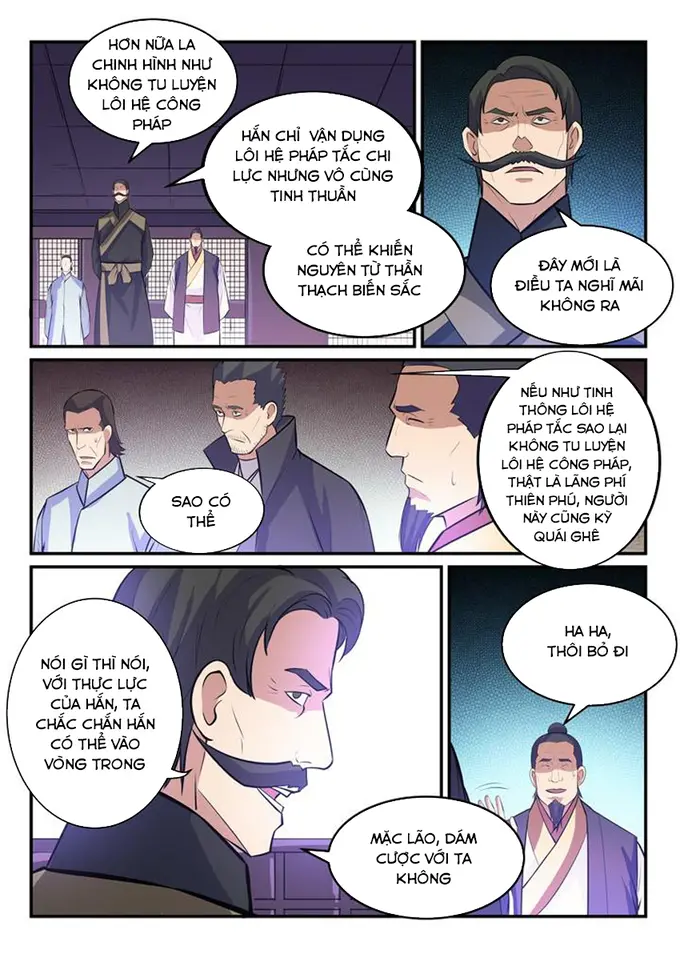 HƠN NỮA LA
CHINH HÌNH NHƯ
KHÔNG TU LUYỆN
LÔI HỆ CÔNG
PHÁP
HẮN CHỈ VẬN DỤNG
LÔI HỆ PHÁP TẮC CHI
LỰC NHƯNG VÔ CÙNG
TINH THUẦN
CÓ THỂ KHIẾN
NGUYÊN TỪ THẦN
THẠCH BIẾN SẮC
ĐÂY MỚI LÀ
ĐIỀU TA NGHĨ MÃI
KHÔNG RA
SAO CÓ
THỂ
NẾU NHƯ TINH
THÔNG LÔI HỆ
PHÁP TẮC SAO LẠI
KHÔNG TU LUYỆN
LÔI HỆ CÔNG PHÁP,
THẬT LÀ LÃNG PHÍ
THIÊN PHÚ, NGƯỜI
NÀY CŨNG KỲ
QUÁI GHÊ
NÓI GÌ THÌ NÓI,
VỚI THỰC LỰC
CỦA HẮN, TA
CHẮC CHẮN HẮN
CÓ THỂ VÀO
VÒNG TRONG
HA HA,
THÔI BỎ ĐI
MẶC LÃO, DÁM
CƯỢC VỚI TA
KHÔNG